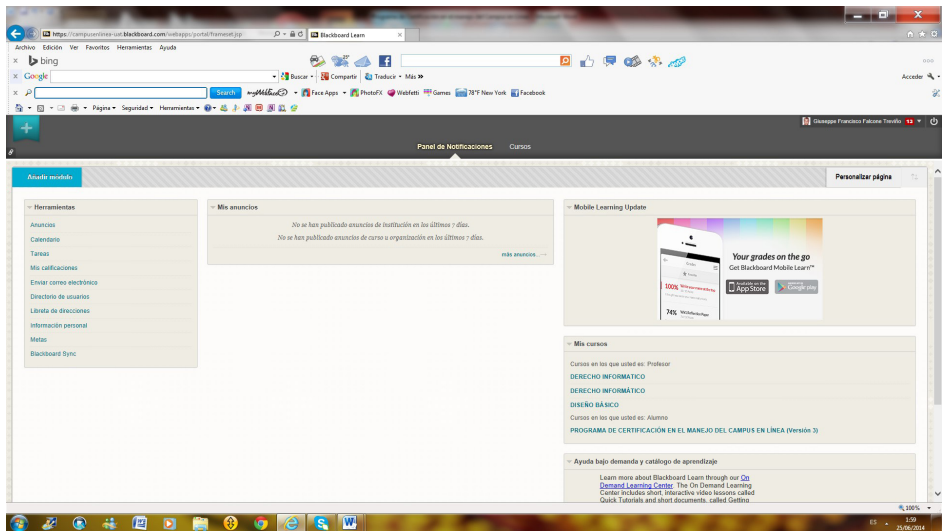 https://campusenlinea-uat.blackboard.com/webapps/portal/frameset.jsp
Blackboard Learn
Archivo Edición Ver Favoritos Herramientas Ayuda
bing
Google
Buscar Compartir Traducir Más »
Acceder
Search
Face Apps PhotoFX Webfetti Games 78°F New York Facebook
Página Seguridad Herramientas
Giuseppe Francisco Falcone Treviño 12
Panel de Notificaciones Cursos
Añadir módulo
Personalizar página
Herramientas
Anuncios
Calendario
Tareas
Mis calificaciones
Enviar correo electrónico
Directorio de usuarios
Libreta de direcciones
Información personal
Metas
Blackboard Sync
Mis anuncios
No se han publicado anuncios de institución en los últimos 7 días.
No se han publicado anuncios de curso u organización en los últimos 7 días.
más anuncios...
Mobile Learning Update
100%
74%
Your grades on the go
Get Blackboard Mobile Learn™
Available on the
App Store
Google play
Mis cursos
Cursos en los que usted es: Profesor
DERECHO INFORMATICO
DERECHO INFORMÁTICO
DISEÑO BÁSICO
Cursos en los que usted es: Alumno
PROGRAMA DE CERTIFICACIÓN EN EL MANEJO DEL CAMPUS EN LÍNEA (Versión 3)
Ayuda bajo demanda y catálogo de aprendizaje
Learn more about Blackboard Learn through our On
Demand Learning Center. The On Demand Learning
Center includes short, interactive video lessons called
Quick Tutorials and short documents, called Getting
100%
ES
1:59
25/06/2014